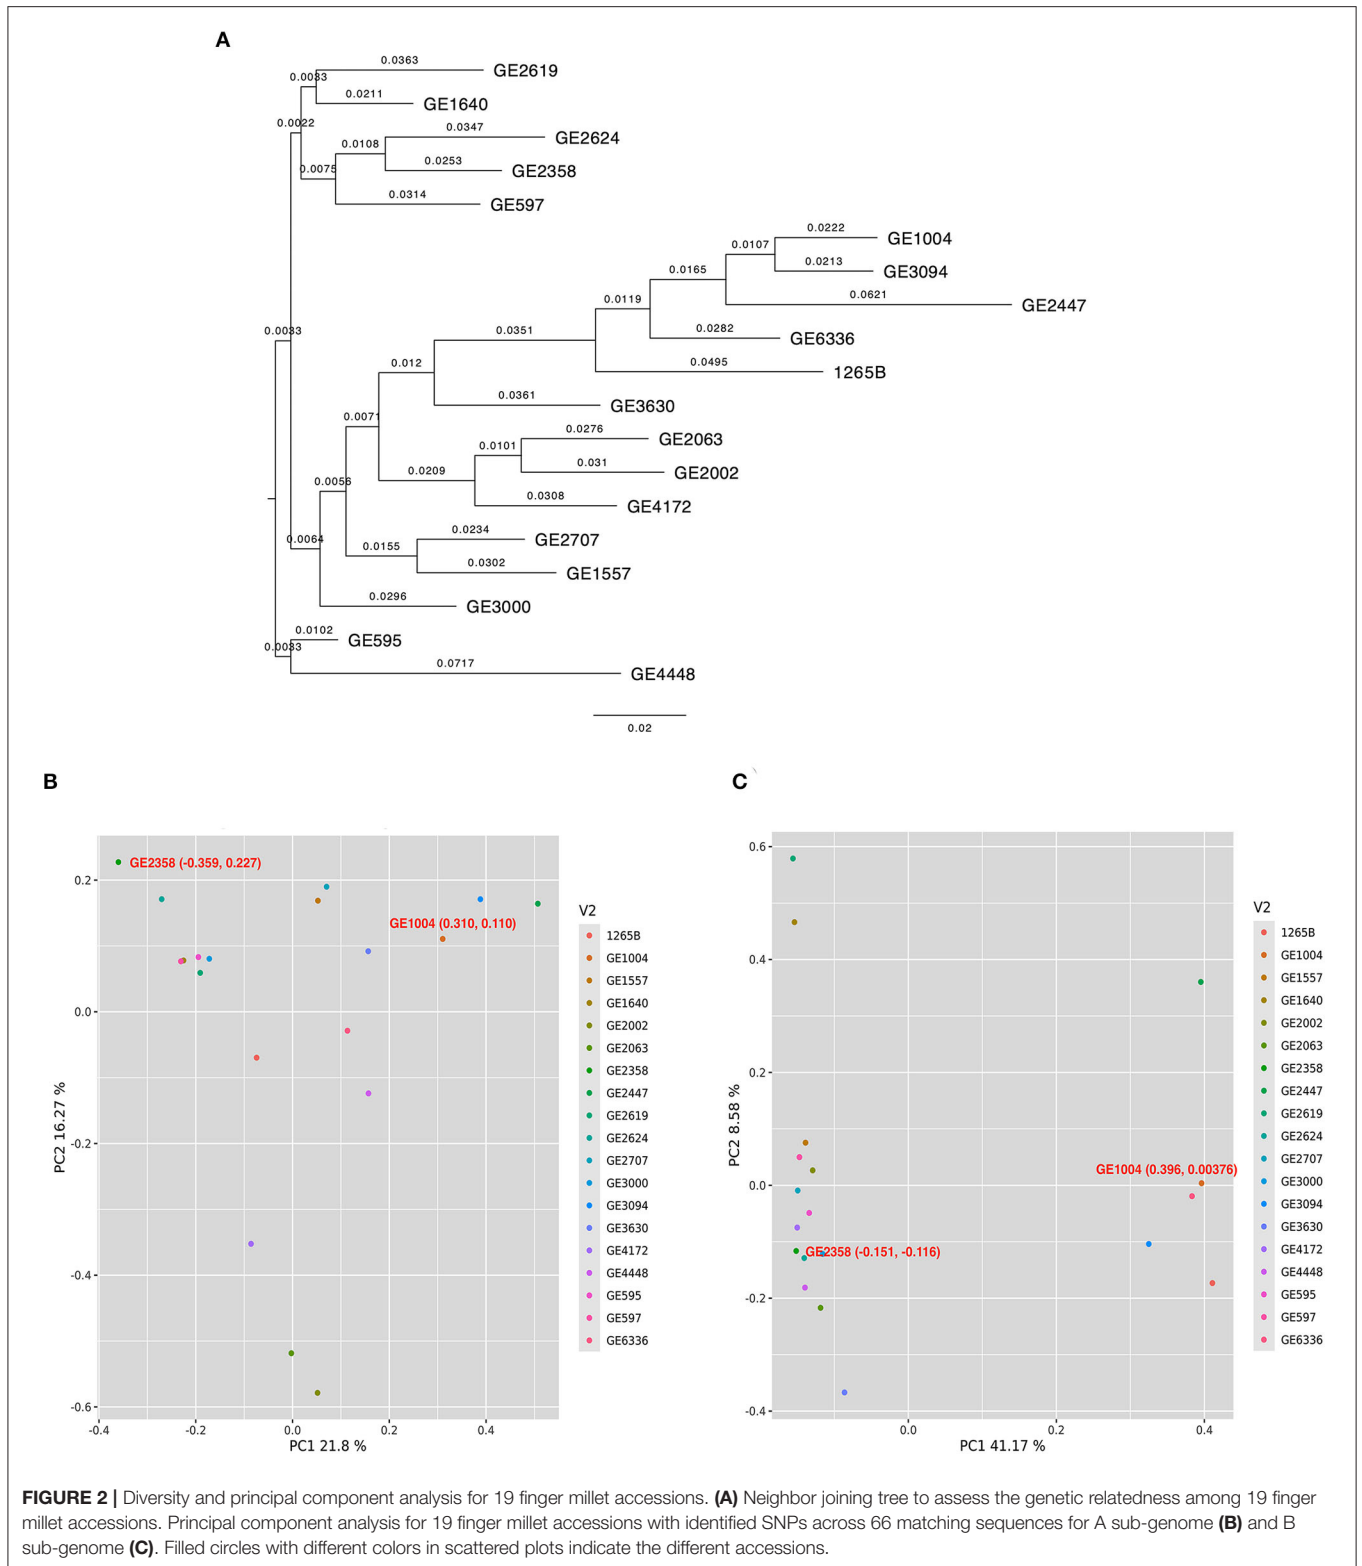 A
0.0363
GE2619
0.0033
0.0211
GE1640
0.0022
0.0347
GE2624
0.0108
0.0253
GE2358
0.0075
0.0314
GE597
0.0222
GE1004
0.0107
0.0213
GE3094
0.0165
0.0621
GE2447
0.0119
0.0282
GE6336
0.0351
0.0495
1265B
0.0033
0.012
0.0361
GE3630
0.0071
0.0276
GE2063
0.0101
0.031
GE2002
0.0209
0.0308
GE4172
0.0056
0.0234
GE2707
0.0155
0.0302
GE1557
0.0064
0.0296
GE3000
0.0102
GE595
0.0033
0.0717
GE4448
0.02
B
GE2358 (-0.359, 0.227)
GE1004 (0.310, 0.110)
0.2
0.0
-0.2
-0.4
-0.6
PC2 16.27 %
-0.4
-0.2
0.0
0.2
0.4
PC1 21.8 %
V2
1265B
GE1004
GE1557
GE1640
GE2002
GE2063
GE2358
GE2447
GE2619
GE2624
GE2707
GE3000
GE3094
GE3630
GE4172
GE4448
GE595
GE597
GE6336
C
GE1004 (0.396, 0.00376)
GE2358 (-0.151, -0.116)
0.6
0.4
0.2
0.0
-0.2
-0.4
PC2 8.58 %
0.0
0.2
0.4
PC1 41.17 %
V2
1265B
GE1004
GE1557
GE1640
GE2002
GE2063
GE2358
GE2447
GE2619
GE2624
GE2707
GE3000
GE3094
GE3630
GE4172
GE4448
GE595
GE597
GE6336
FIGURE 2 | Diversity and principal component analysis for 19 finger millet accessions. (A) Neighbor joining tree to assess the genetic relatedness among 19 finger
millet accessions. Principal component analysis for 19 finger millet accessions with identified SNPs across 66 matching sequences for A sub-genome (B) and B
sub-genome (C). Filled circles with different colors in scattered plots indicate the different accessions.